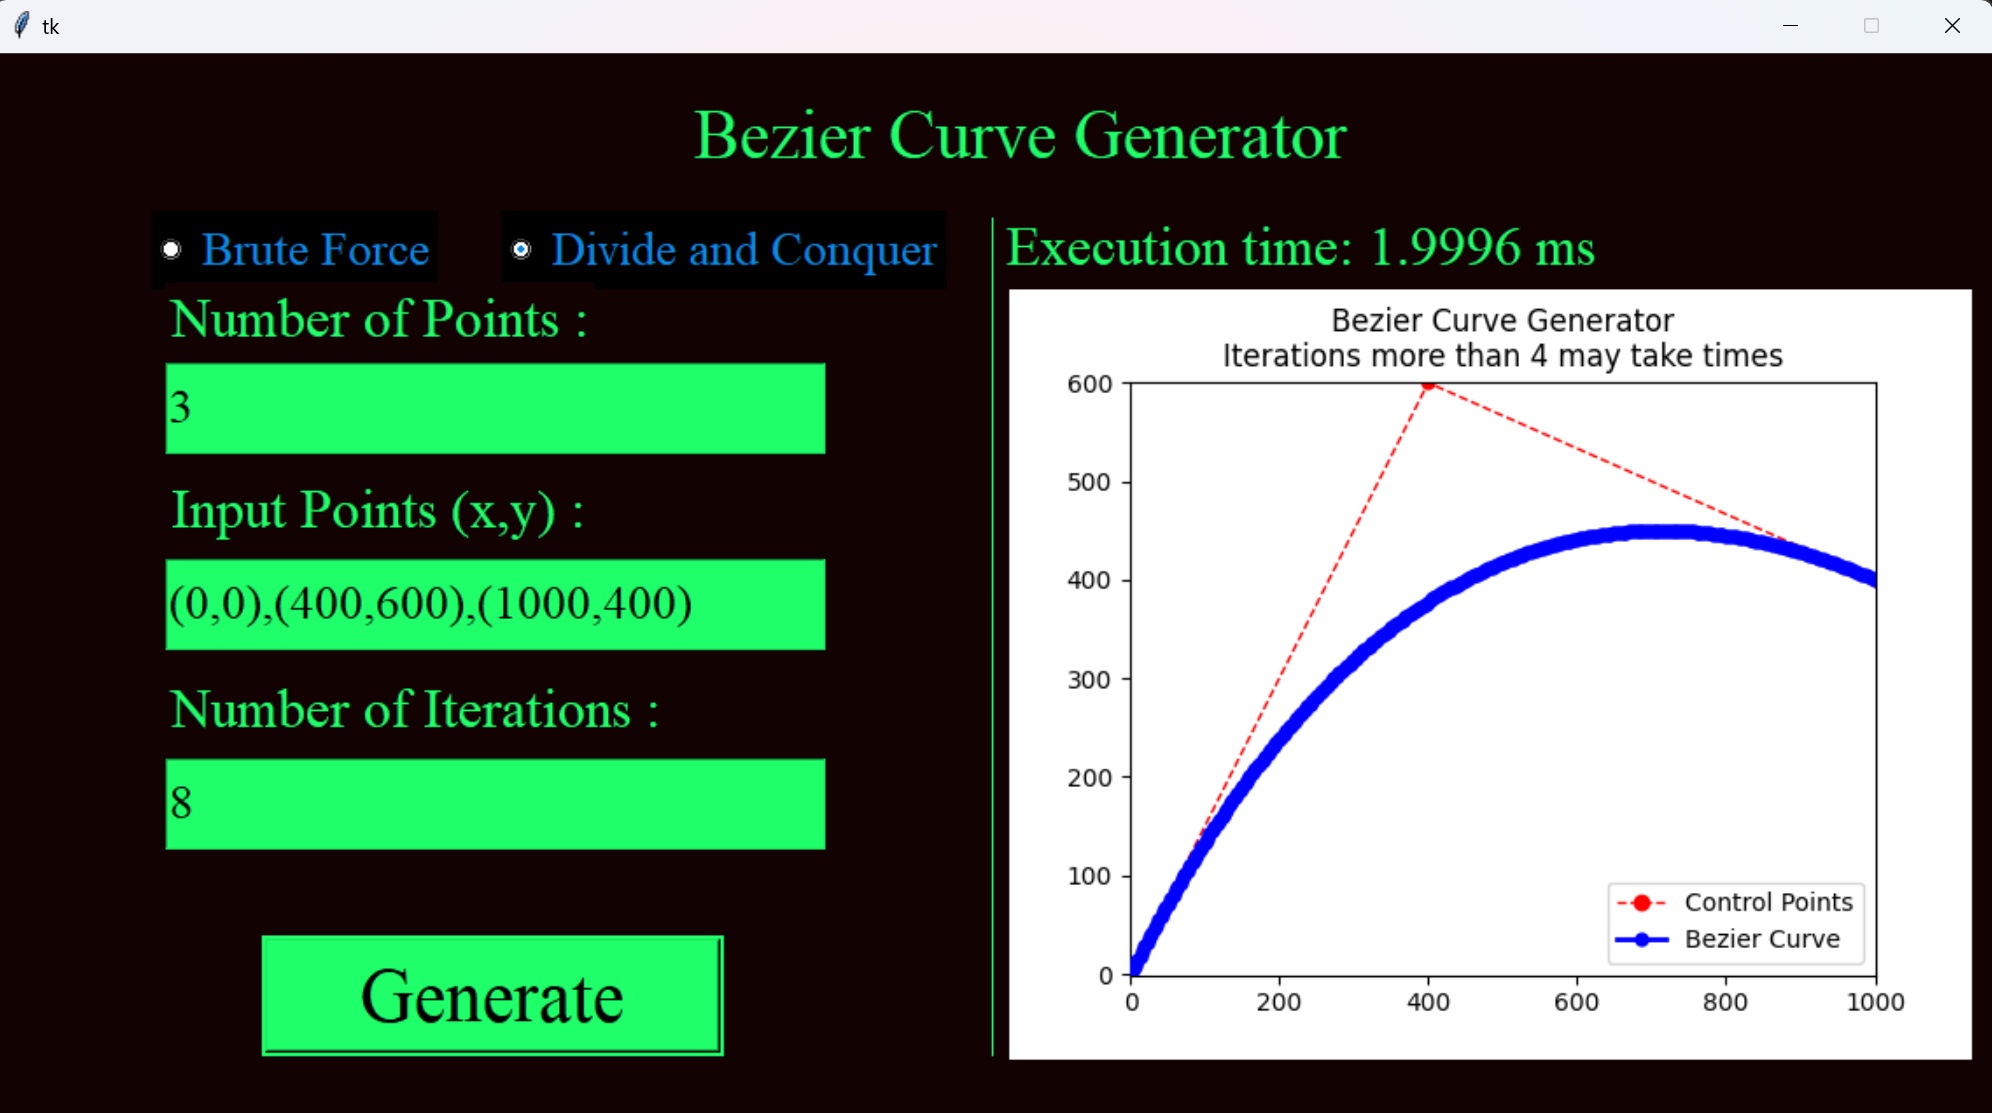 tk
Bezier Curve Generator
Brute Force
Divide and Conquer
Number of Points :
3
Input Points (x,y) :
(0,0),(400,600),(1000,400)
Number of Iterations :
8
Generate
Execution time: 1.9996 ms
Bezier Curve Generator
Iterations more than 4 may take times
600
500
400
300
200
100
0
0 200 400 600 800 1000
Control Points
Bezier Curve